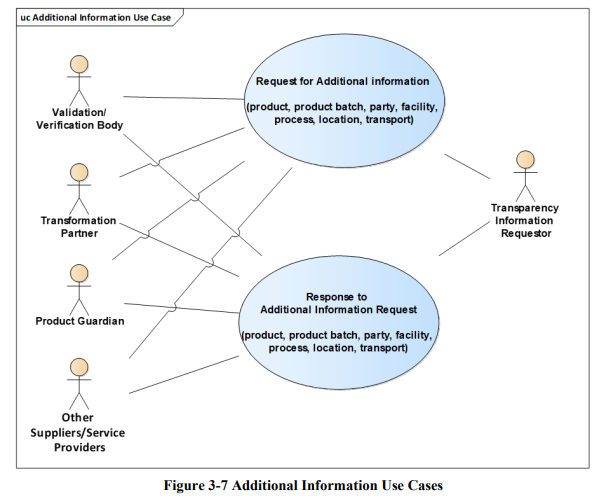 uc Additional Information Use Case
Request for Additional information
(product, product batch, party, facility,
process, location, transport)
Validation/
Verification Body
Transformation
Partner
Transparency
Information
Requestor
Product Guardian
Response to
Additional Information Request
(product, product batch, party, facility,
process, location, transport)
Other
Suppliers/Service
Providers
Figure 3-7 Additional Information Use Cases